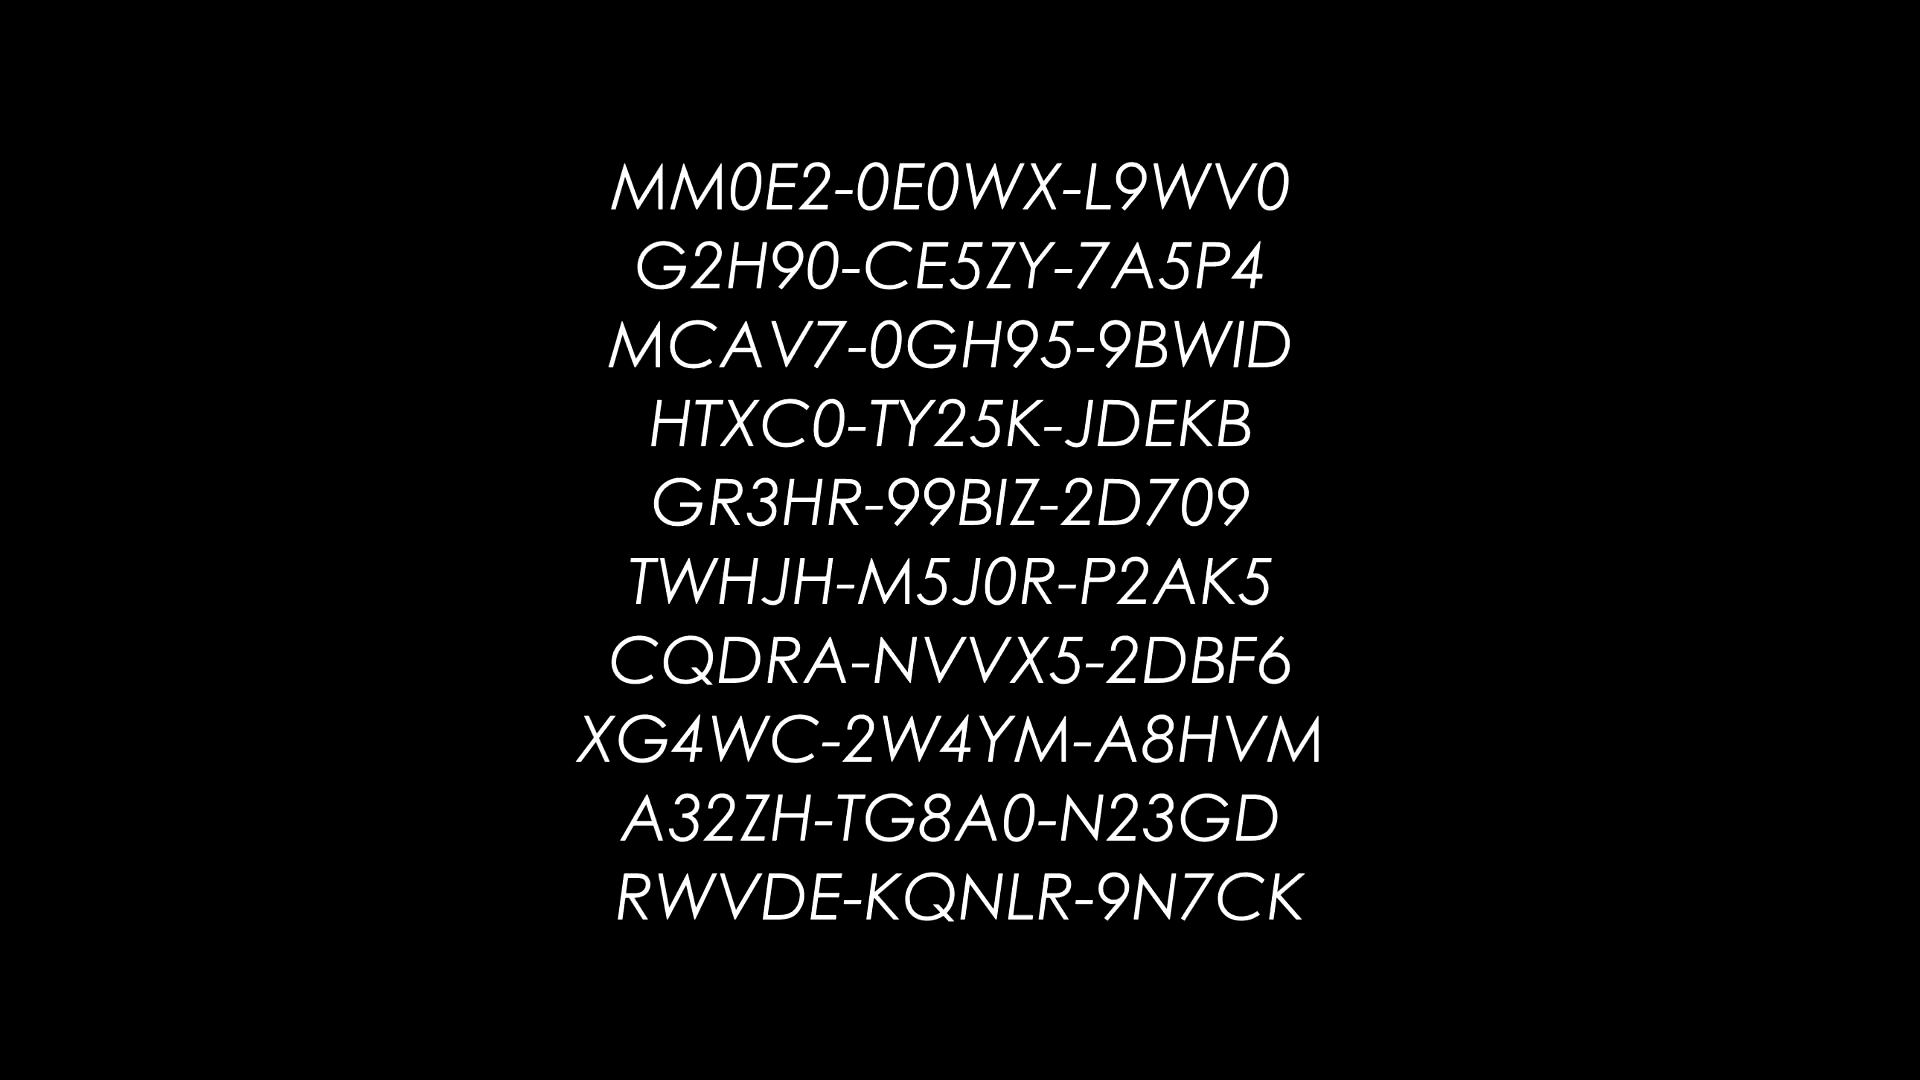 MM0E2-0E0WX-L9WV0
G2H90-CE5ZY-7A5P4
MCAV7-0GH95-9BWID
HTXC0-TY25K-JDEKB
GR3HR-99BIZ-2D709
TWHJH-M5J0R-P2AK5
CQDRA-NVVX5-2DBF6
XG4WC-2W4YM-A8HVM
A32ZH-TG8A0-N23GD
RWVDE-KQNLR-9N7CK